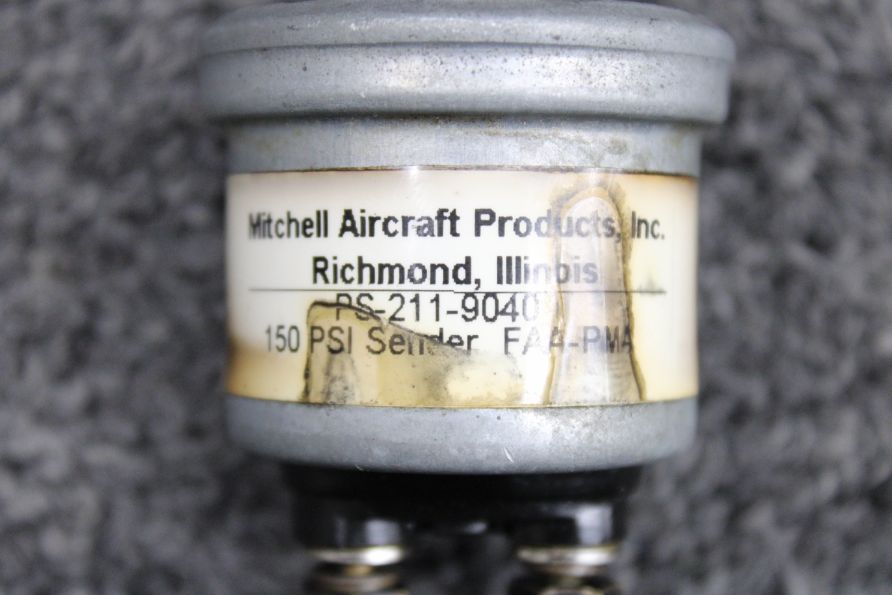 Mitchell Aircraft Products, Inc.
Richmond, Illinois
PS-211-9040
150 PSI Sender FAA-PMA